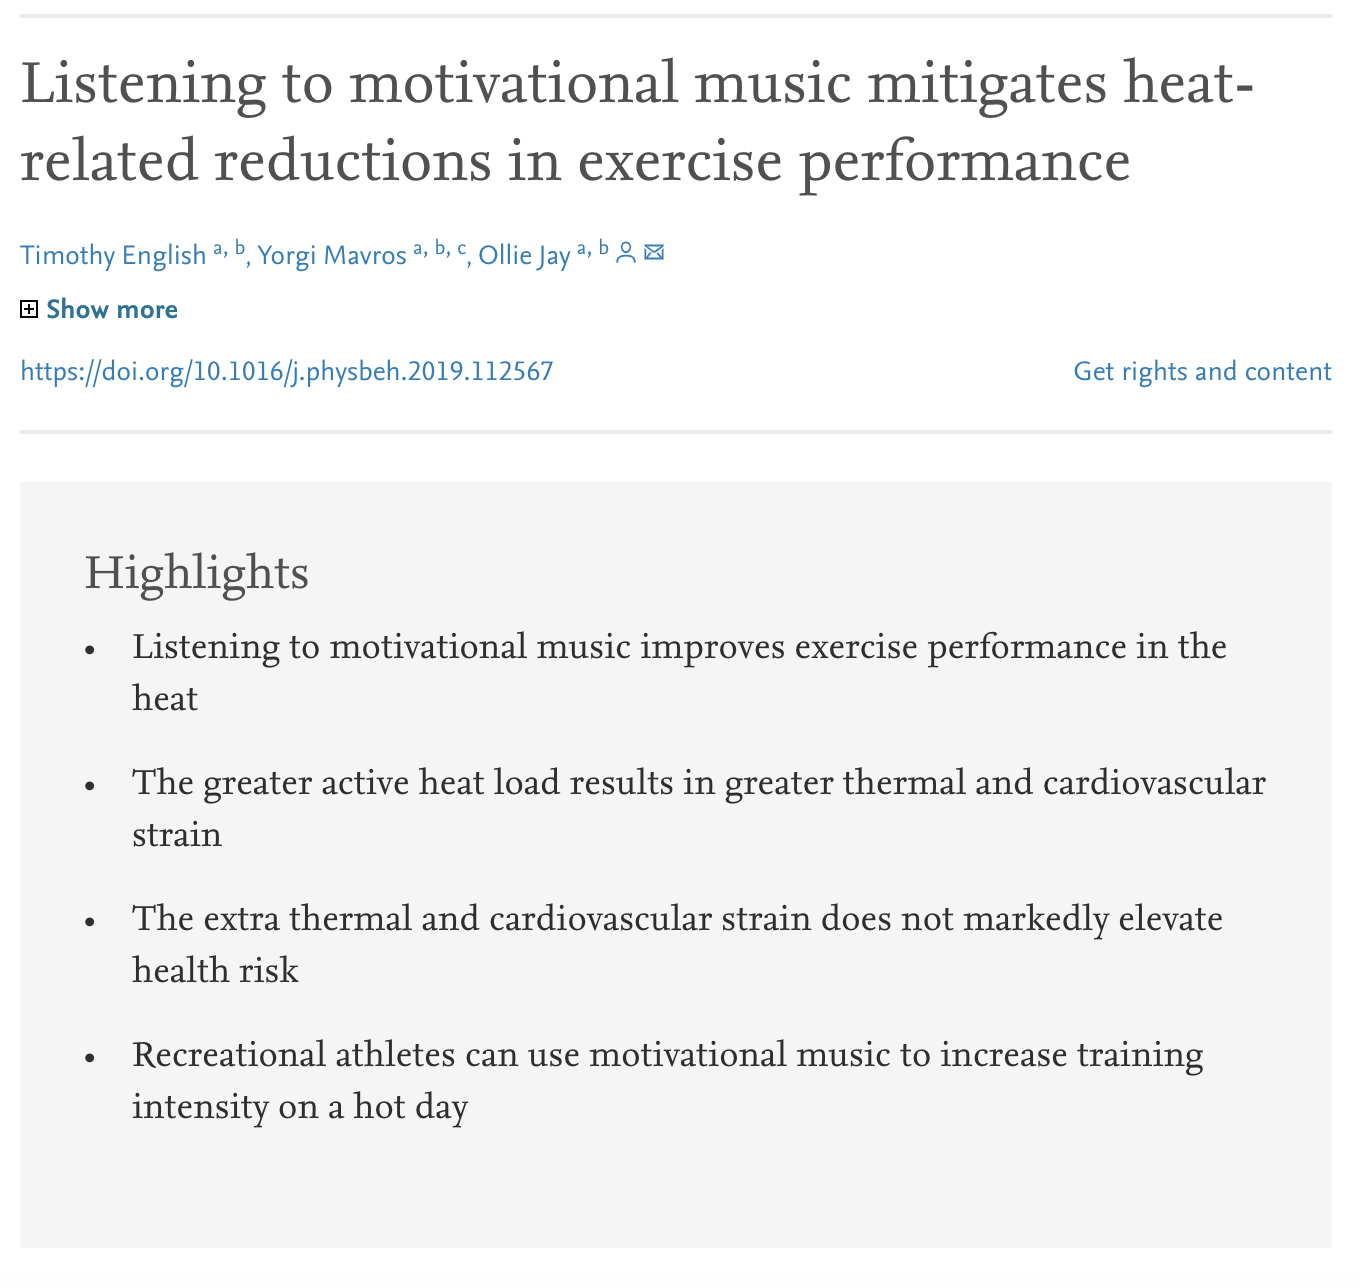 Listening to motivational music mitigates heat-
related reductions in exercise performance
Timothy English a, b, Yorgi Mavros a, b, c, Ollie Jay a, b
Show more
https://doi.org/10.1016/j.physbeh.2019.112567 Get rights and content
Highlights
• Listening to motivational music improves exercise performance in the
heat
• The greater active heat load results in greater thermal and cardiovascular
strain
• The extra thermal and cardiovascular strain does not markedly elevate
health risk
• Recreational athletes can use motivational music to increase training
intensity on a hot day